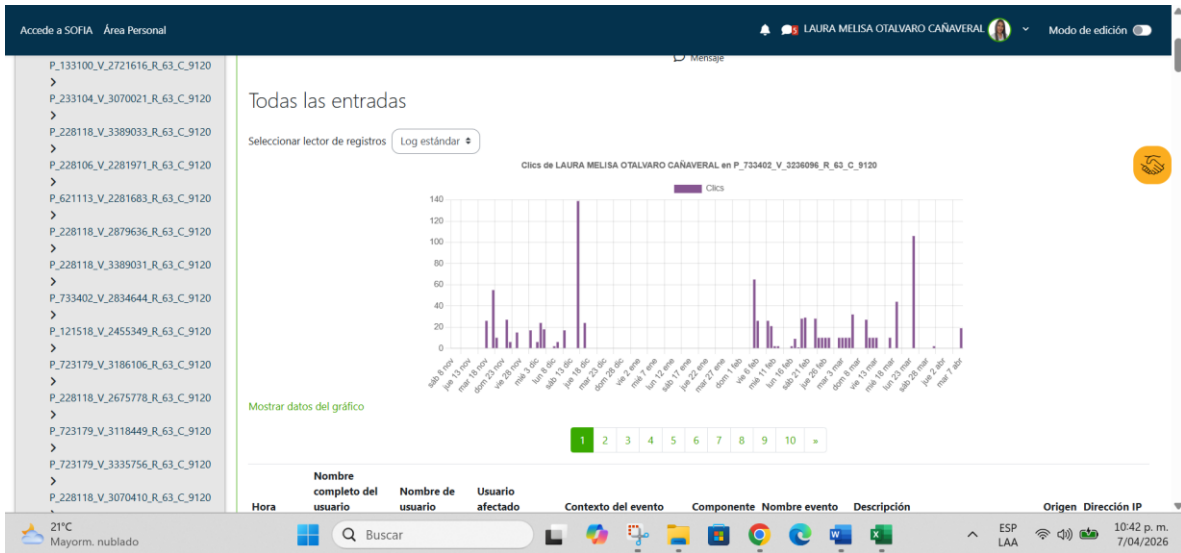 Accede a SOFIA Área Personal
5 LAURA MELISA OTALVARO CAÑAVERAL Modo de edición
P_133100_V_2721616_R_63_C_9120
P_233104_V_3070021_R_63_C_9120
P_228118_V_3389033_R_63_C_9120
P_228106_V_2281971_R_63_C_9120
P_621113_V_2281683_R_63_C_9120
P_228118_V_2879636_R_63_C_9120
P_228118_V_3389031_R_63_C_9120
P_733402_V_2834644_R_63_C_9120
P_121518_V_2455349_R_63_C_9120
P_723179_V_3186106_R_63_C_9120
P_228118_V_2675778_R_63_C_9120
P_723179_V_3118449_R_63_C_9120
P_723179_V_3335756_R_63_C_9120
P_228118_V_3070410_R_63_C_9120
Mensaje
Todas las entradas
Seleccionar lector de registros Log estándar
Clics de LAURA MELISA OTALVARO CAÑAVERAL en P_733402_V_3236096_R_63_C_9120
Clics
140
120
100
80
60
40
20
0
sáb 8 nov
jue 13 nov
mar 18 nov
dom 23 nov
vie 28 nov
mié 3 dic
lun 8 dic
sáb 13 dic
jue 18 dic
mar 23 dic
dom 28 dic
vie 2 ene
mié 7 ene
lun 12 ene
sáb 17 ene
jue 22 ene
mar 27 ene
dom 1 feb
vie 6 feb
mié 11 feb
lun 16 feb
sáb 21 feb
jue 26 feb
mar 3 mar
dom 8 mar
vie 13 mar
mié 18 mar
lun 23 mar
sáb 28 mar
jue 2 abr
mar 7 abr
Mostrar datos del gráfico
1 2 3 4 5 6 7 8 9 10 »
Hora
Nombre
completo del
usuario
Nombre de
usuario
Usuario
afectado
Contexto del evento
Componente
Nombre evento
Descripción
Origen
Dirección IP
21°C
Mayorm. nublado
Buscar
ESP
LAA
10:42 p. m.
7/04/2026